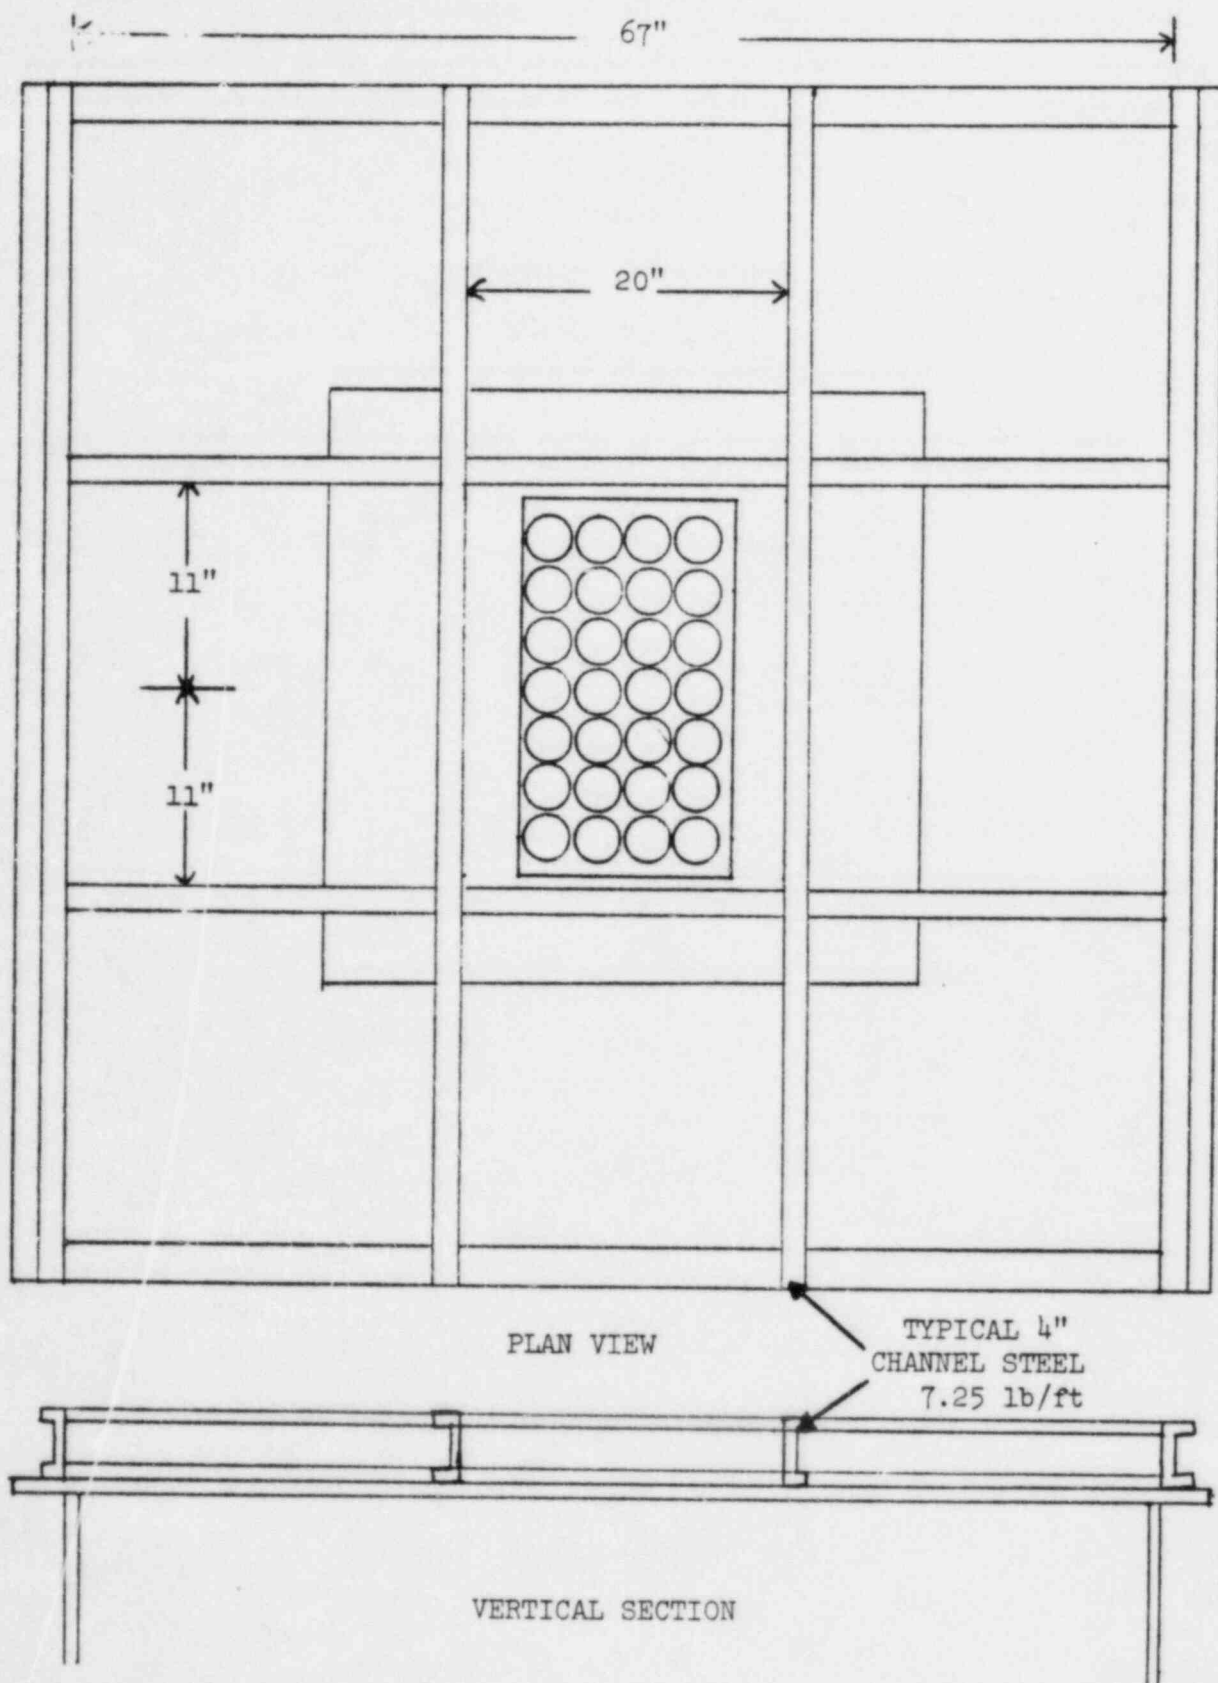 67"
20"
11"
11"
PLAN VIEW
TYPICAL 4"
CHANNEL STEEL
7.25 lb/ft
VERTICAL SECTION